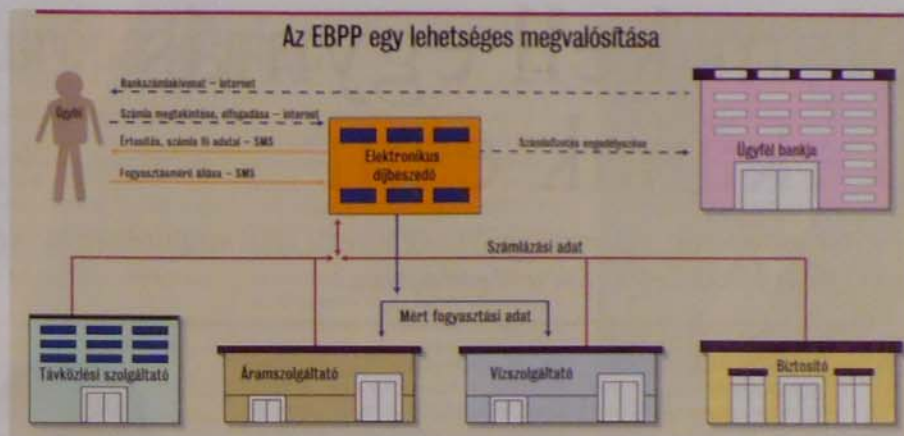 Az EBPP egy lehetséges megvalósítása
Bankszámlakivonat – internet
Ügyfél
Számla megtekintése, elfogadása – internet
Értesítés, számla fő adatai – SMS
Fogyasztásmérő állása – SMS
Elektronikus
díjbeszedő
Számlafizetés engedélyezése
Ügyfél bankja
Számlázási adat
Mért fogyasztási adat
Távközlési szolgáltató
Áramszolgáltató
Vízszolgáltató
Biztosító